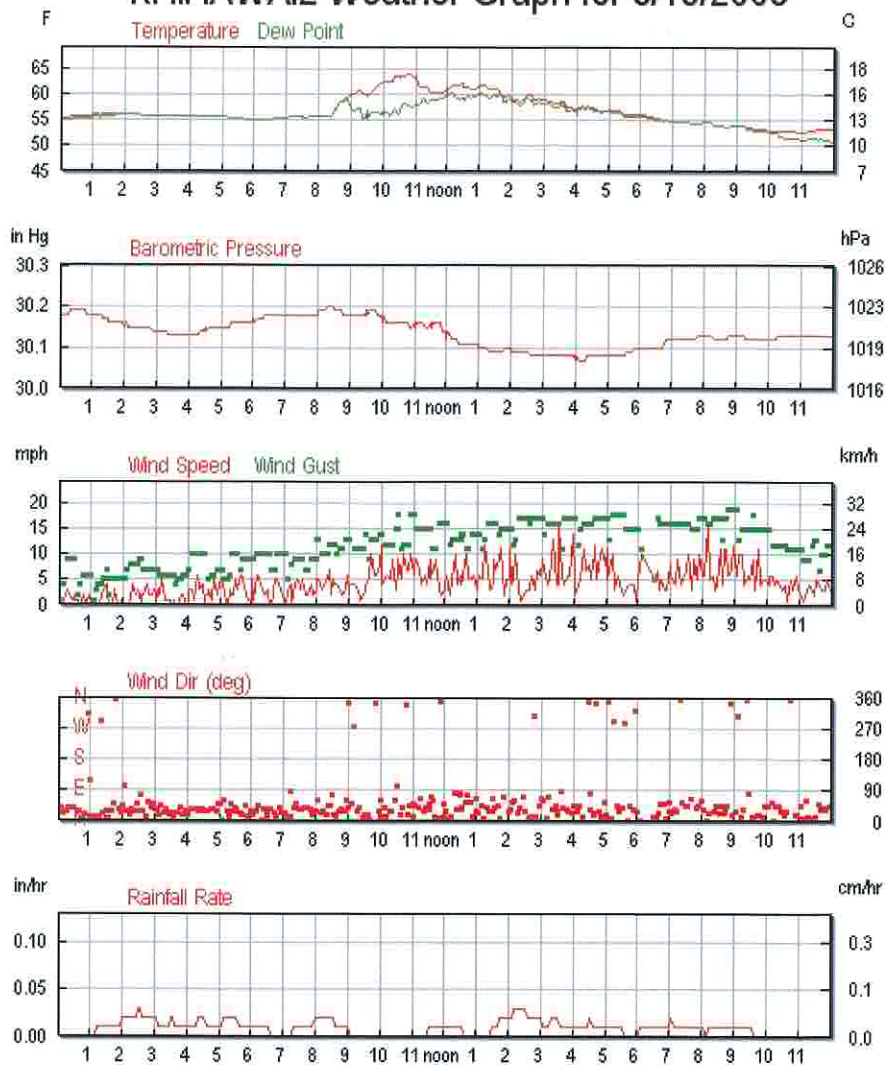 Weather Graph for
F Temperature Dew Point C
65 18
60 16
55 13
50 10
45 7
1 2 3 4 5 6 7 8 9 10 11 noon 1 2 3 4 5 6 7 8 9 10 11
in Hg Barometric Pressure hPa
30.3 1026
30.2 1023
30.1 1019
30.0 1016
1 2 3 4 5 6 7 8 9 10 11 noon 1 2 3 4 5 6 7 8 9 10 11
mph Wind Speed Wind Gust km/h
20 32
15 24
10 16
5 8
0 0
1 2 3 4 5 6 7 8 9 10 11 noon 1 2 3 4 5 6 7 8 9 10 11
Wind Dir (deg)
N 360
W 270
S 180
E 90
0
1 2 3 4 5 6 7 8 9 10 11 noon 1 2 3 4 5 6 7 8 9 10 11
in/hr Rainfall Rate cm/hr
0.10 0.3
0.05 0.1
0.00 0.0
1 2 3 4 5 6 7 8 9 10 11 noon 1 2 3 4 5 6 7 8 9 10 11